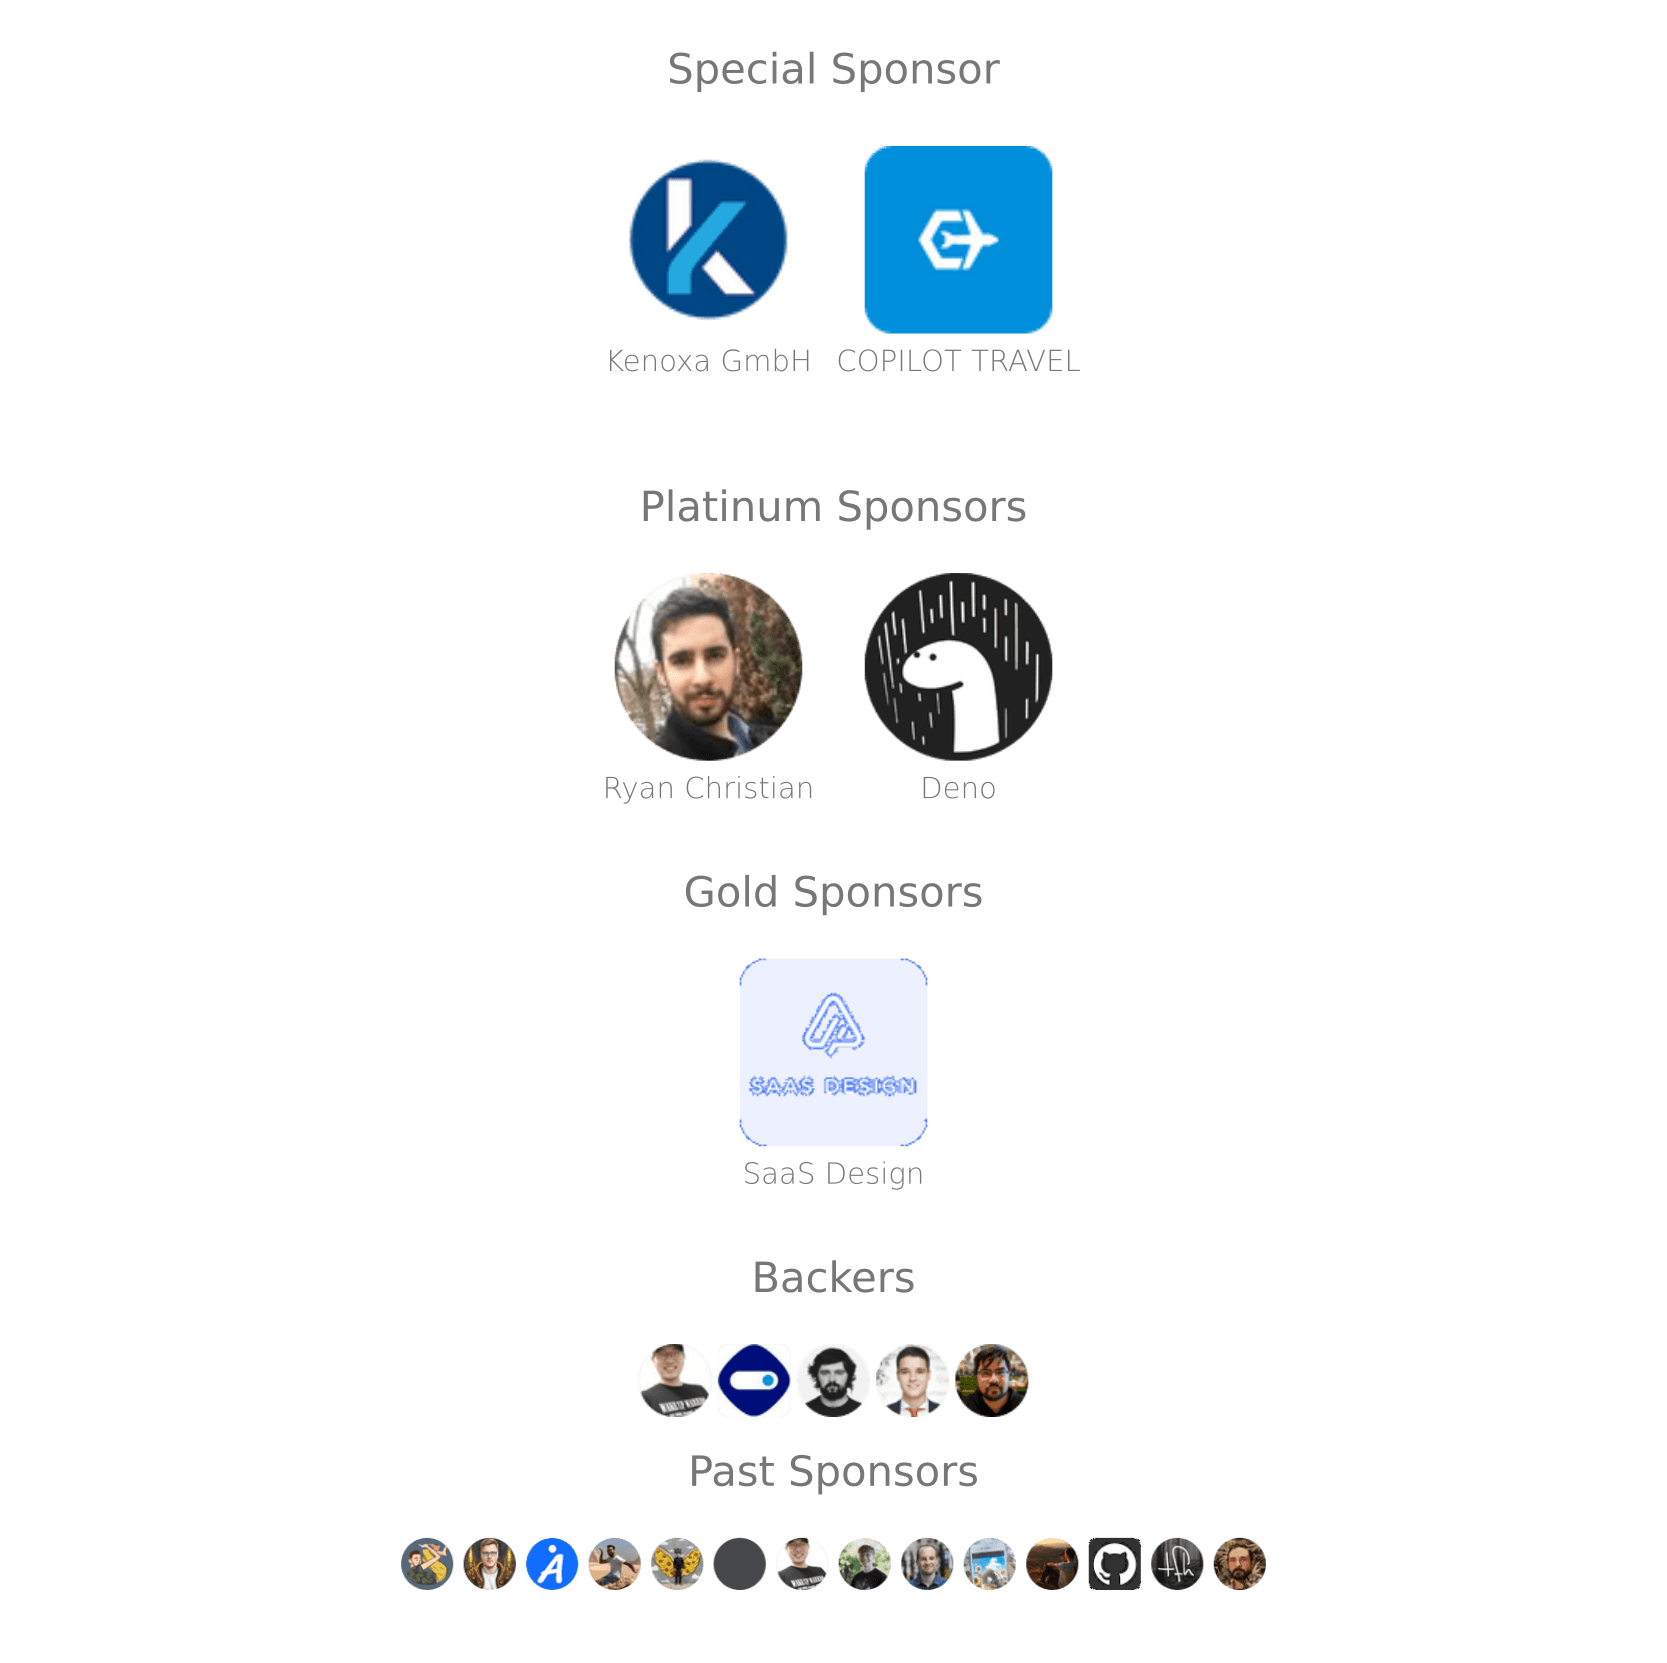 Special Sponsor
Kenoxa GmbH COPILOT TRAVEL
Platinum Sponsors
Ryan Christian Deno
Gold Sponsors
SAAS DESIGN
SaaS Design
Backers
Past Sponsors